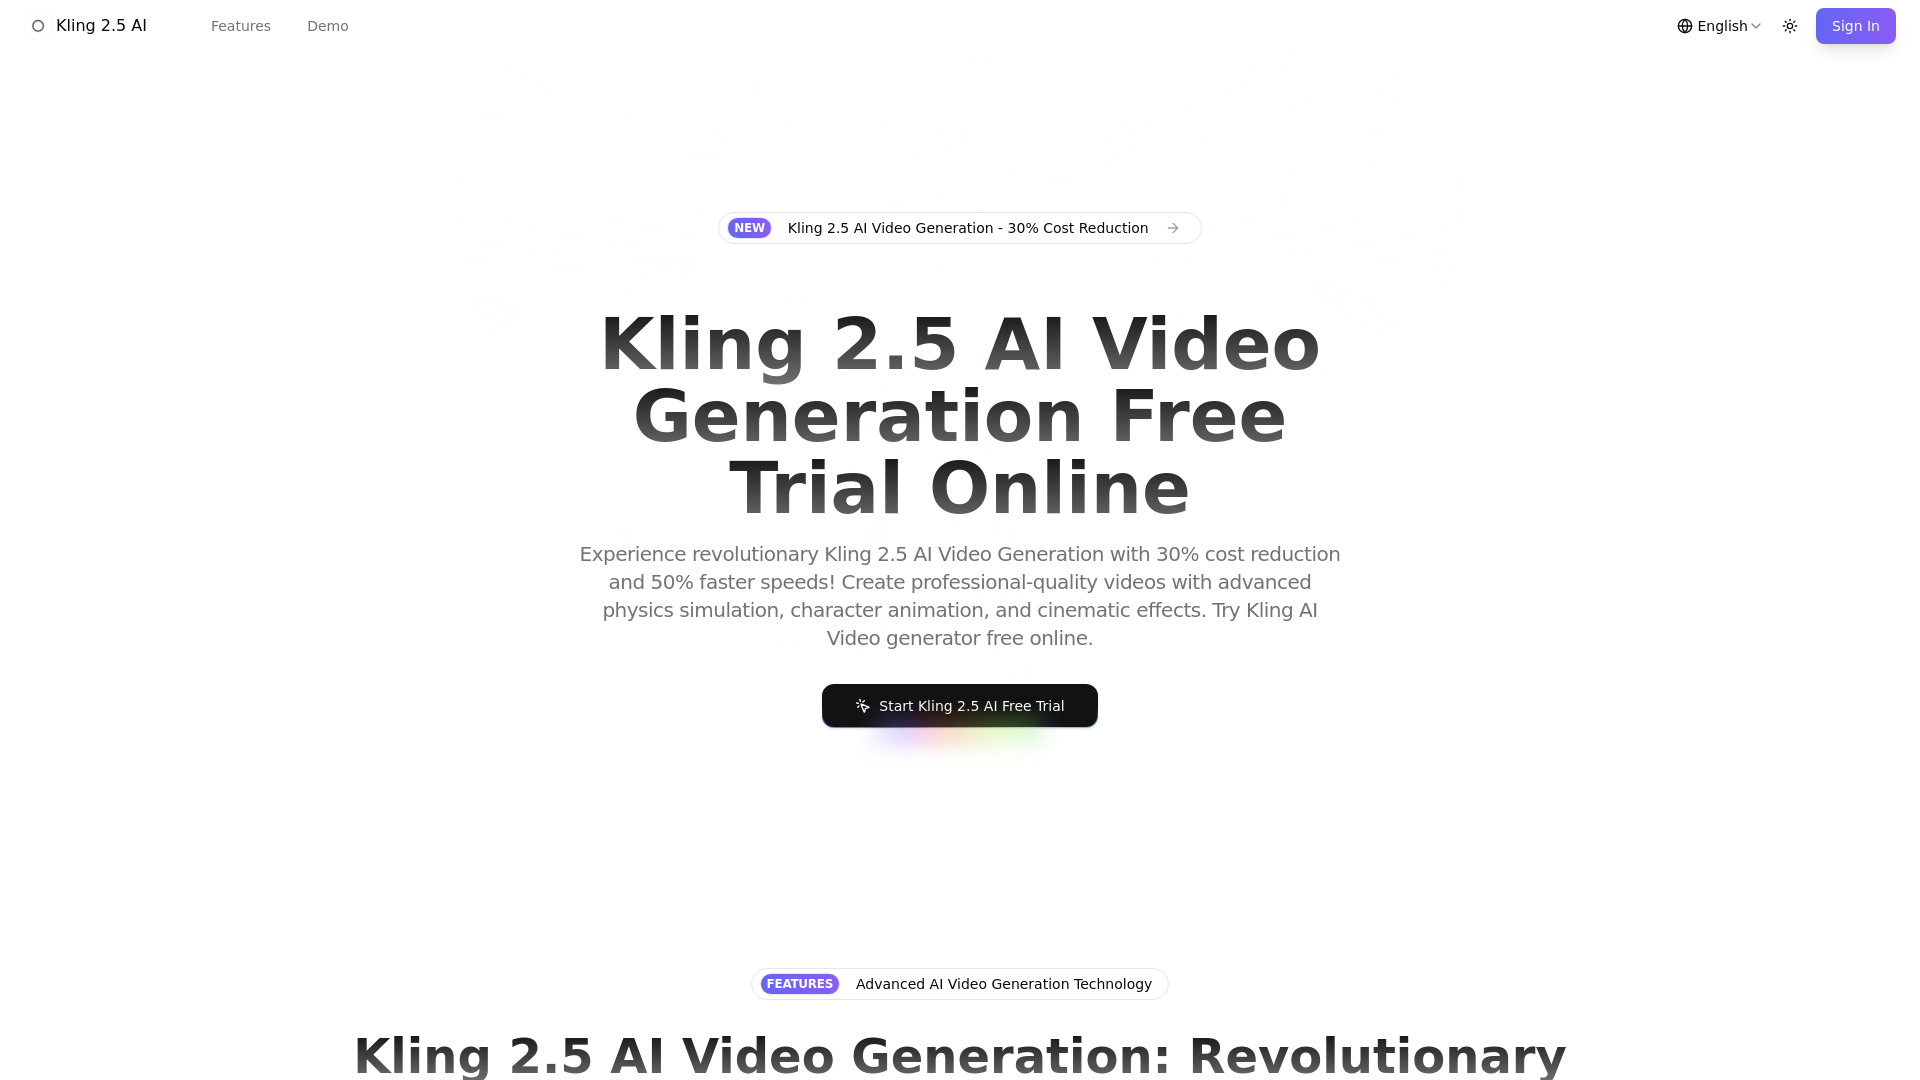 Kling 2.5 AI
Features
Demo
English
Sign In
NEW Kling 2.5 AI Video Generation - 30% Cost Reduction
Kling 2.5 AI Video
Generation Free
Trial Online
Experience revolutionary Kling 2.5 AI Video Generation with 30% cost reduction
and 50% faster speeds! Create professional-quality videos with advanced
physics simulation, character animation, and cinematic effects. Try Kling AI
Video generator free online.
Start Kling 2.5 AI Free Trial
FEATURES Advanced AI Video Generation Technology
Kling 2.5 AI Video Generation: Revolutionary